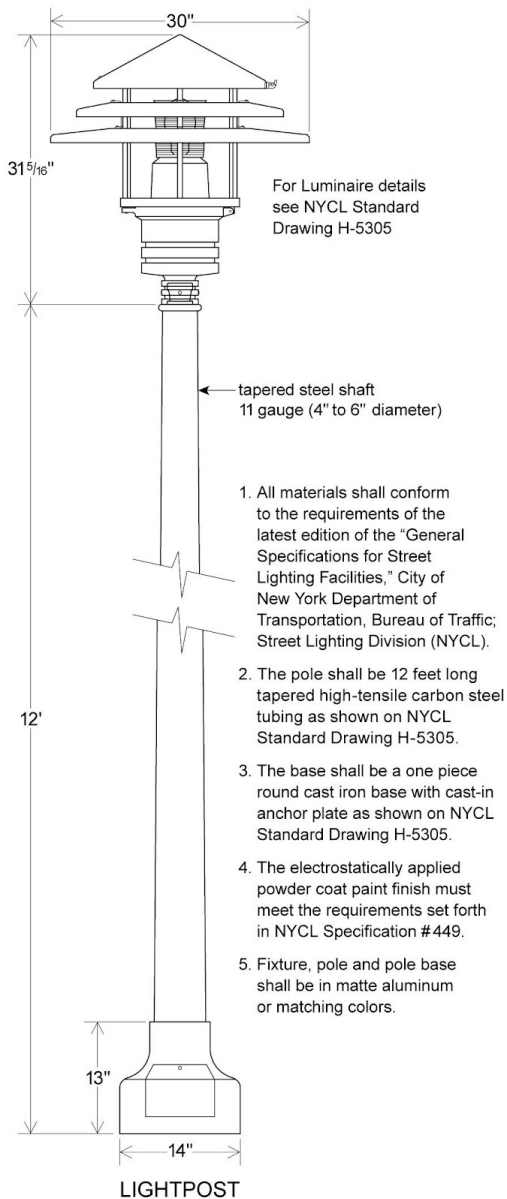 30"
31 5/16"
For Luminaire details
see NYCL Standard
Drawing H-5305
tapered steel shaft
11 gauge (4" to 6" diameter)
1. All materials shall conform
to the requirements of the
latest edition of the “General
Specifications for Street
Lighting Facilities,” City of
New York Department of
Transportation, Bureau of Traffic;
Street Lighting Division (NYCL).
2. The pole shall be 12 feet long
tapered high-tensile carbon steel
tubing as shown on NYCL
Standard Drawing H-5305.
12'
3. The base shall be a one piece
round cast iron base with cast-in
anchor plate as shown on NYCL
Standard Drawing H-5305.
4. The electrostatically applied
powder coat paint finish must
meet the requirements set forth
in NYCL Specification #449.
5. Fixture, pole and pole base
shall be in matte aluminum
or matching colors.
13"
14"
LIGHTPOST